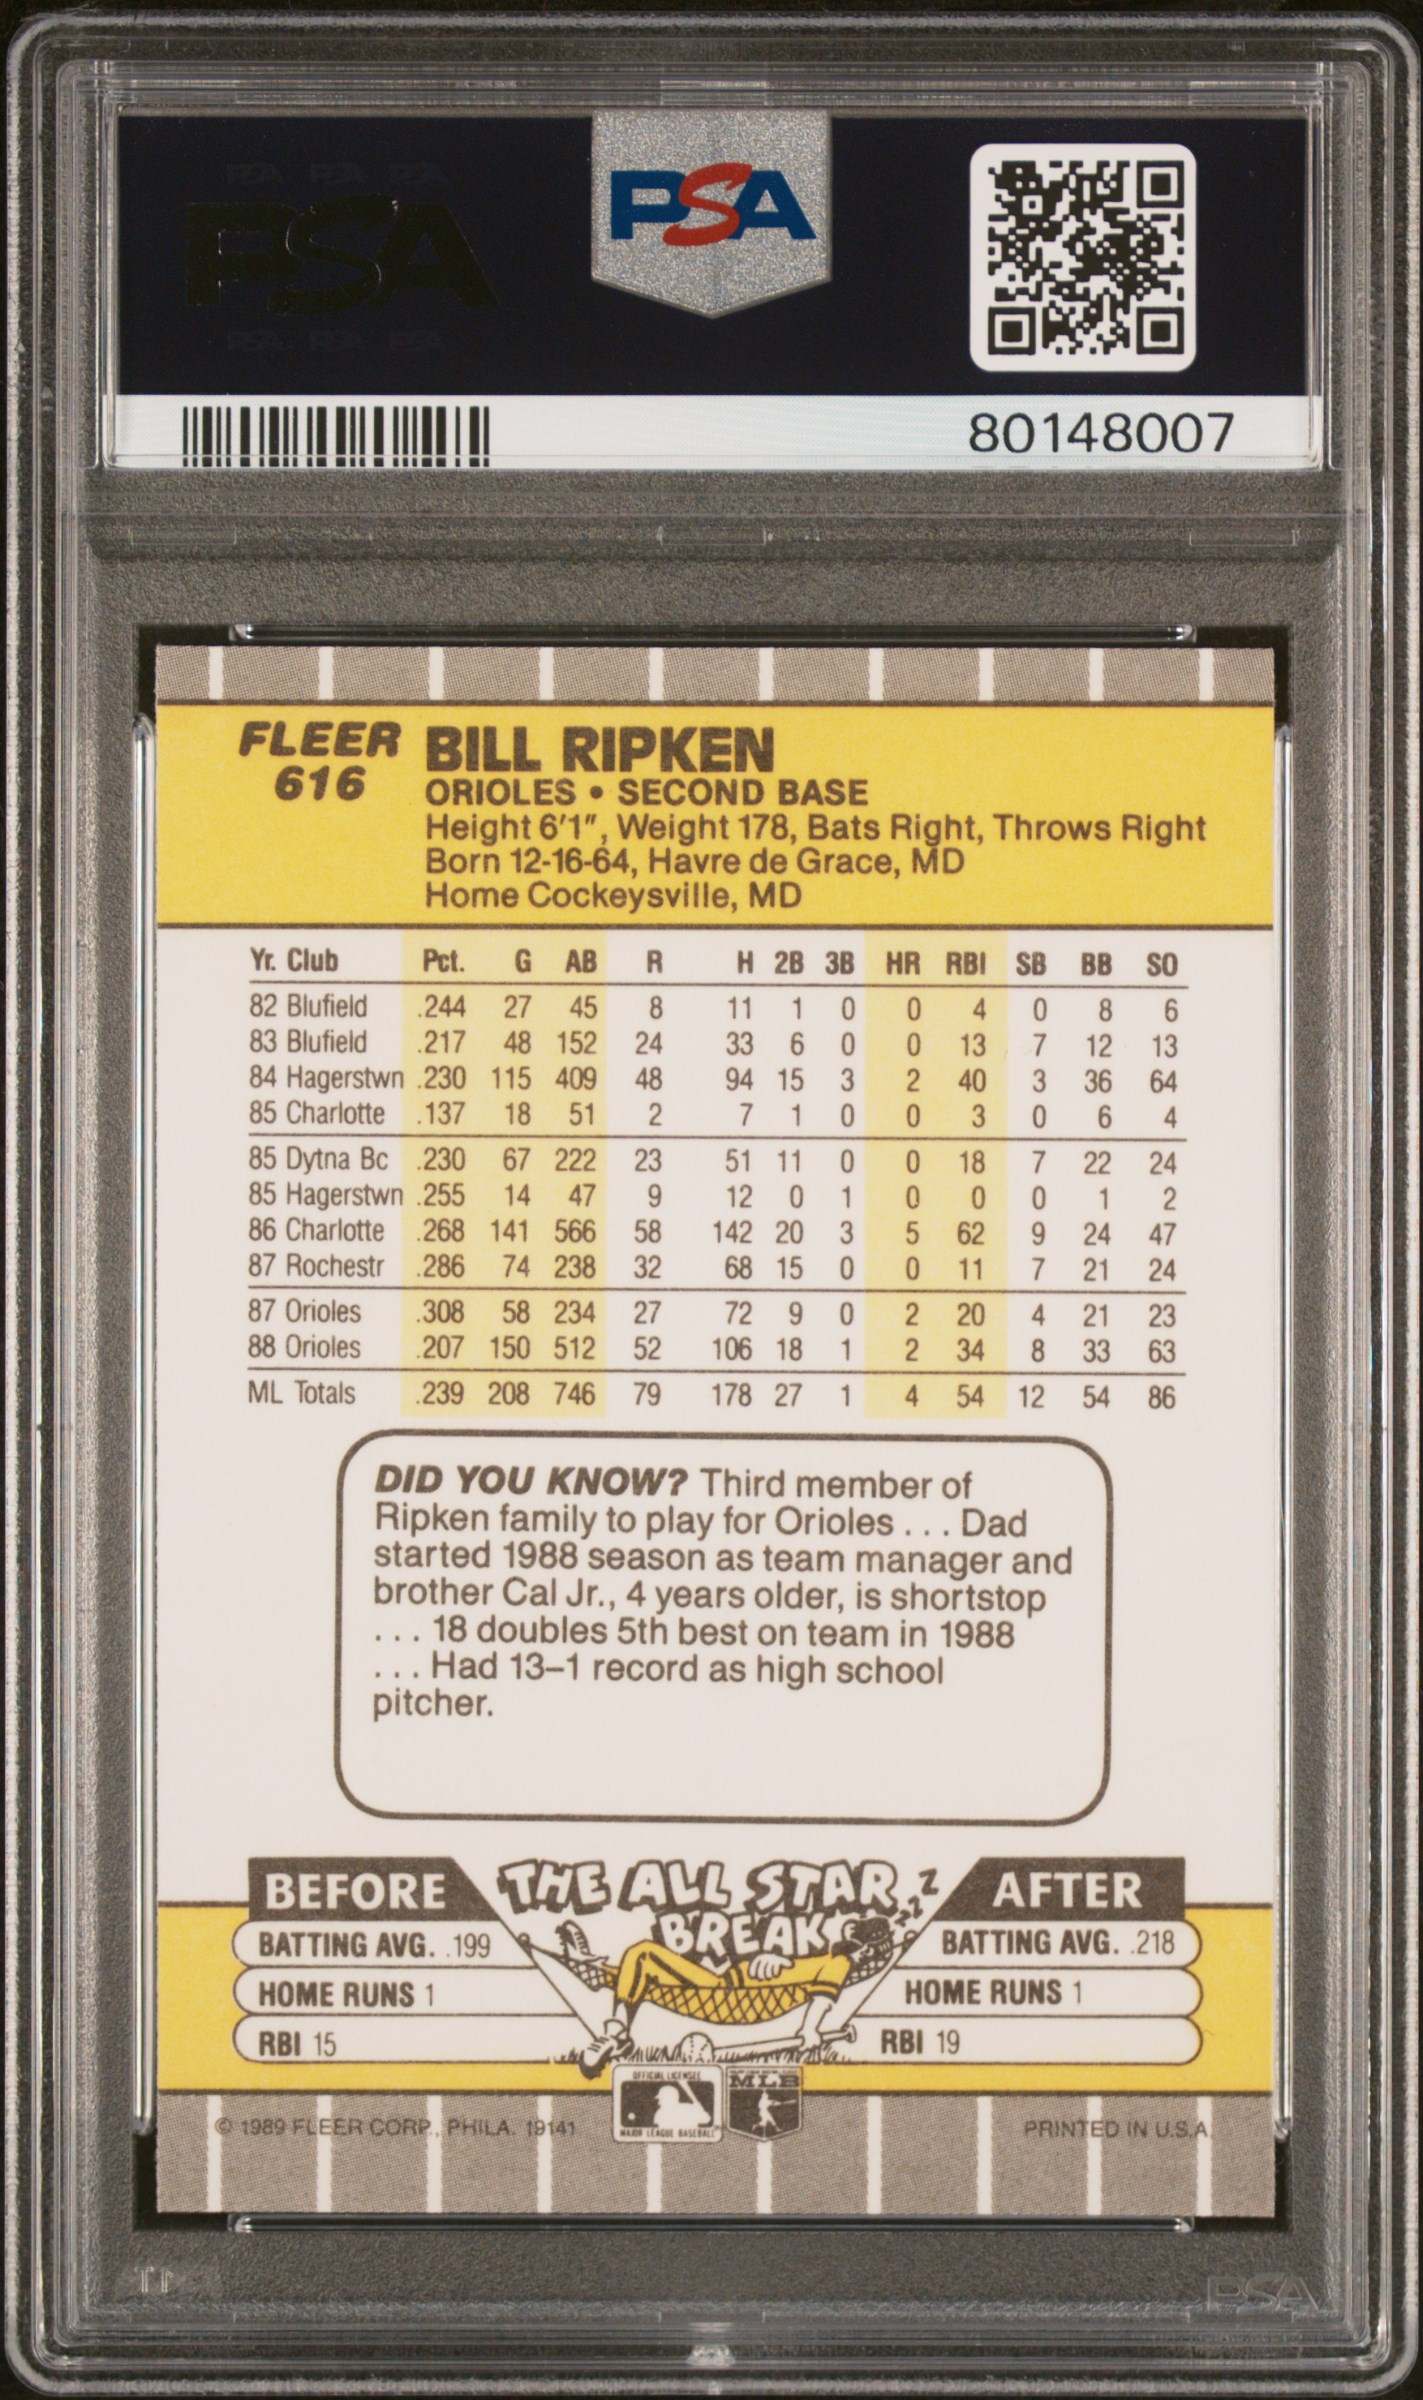 PSA
PSA
80148007
FLEER
616
BILL RIPKEN
ORIOLES • SECOND BASE
Height 6'1", Weight 178, Bats Right, Throws Right
Born 12-16-64, Havre de Grace, MD
Home Cockeysville, MD
Yr. Club Pct. G AB R H 2B 3B HR RBI SB BB SO
82 Blufield .244 27 45 8 11 1 0 0 4 0 8 6
83 Blufield .217 48 152 24 33 6 0 0 13 7 12 13
84 Hagerstwn .230 115 409 48 94 15 3 2 40 3 36 64
85 Charlotte .137 18 51 2 7 1 0 0 3 0 6 4
85 Dytna Bc .230 67 222 23 51 11 0 0 18 7 22 24
85 Hagerstwn .255 14 47 9 12 0 1 0 0 0 1 2
86 Charlotte .268 141 566 58 142 20 3 5 62 9 24 47
87 Rochestr .286 74 238 32 68 15 0 0 11 7 21 24
87 Orioles .308 58 234 27 72 9 0 2 20 4 21 23
88 Orioles .207 150 512 52 106 18 1 2 34 8 33 63
ML Totals .239 208 746 79 178 27 1 4 54 12 54 86
DID YOU KNOW? Third member of
Ripken family to play for Orioles . . . Dad
started 1988 season as team manager and
brother Cal Jr., 4 years older, is shortstop
. . . 18 doubles 5th best on team in 1988
. . . Had 13–1 record as high school
pitcher.
THE ALL STAR
BREAK
Z Z Z Z
BEFORE
BATTING AVG. .199
HOME RUNS 1
RBI 15
AFTER
BATTING AVG. .218
HOME RUNS 1
RBI 19
OFFICIAL LICENSEE
MAJOR LEAGUE BASEBALL
MLB
© 1989 FLEER CORP., PHILA. 19141
PRINTED IN U.S.A.
PSA